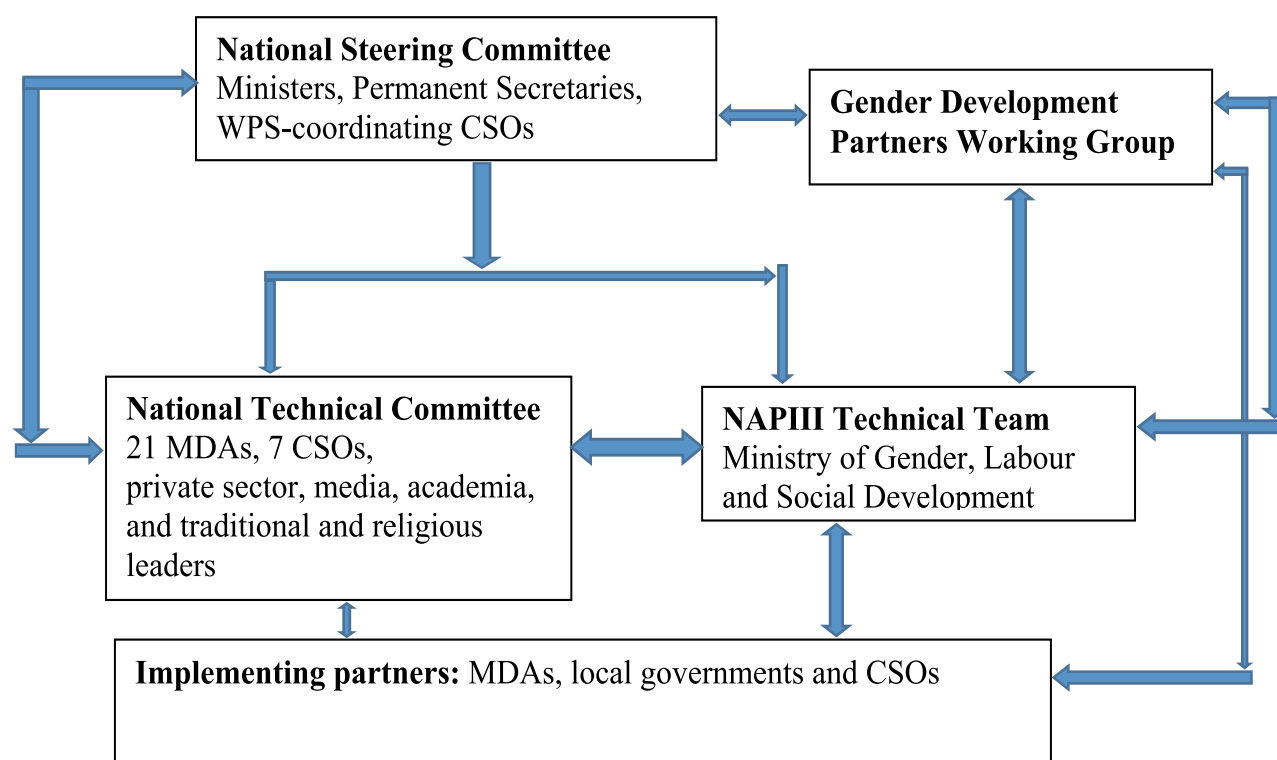 National Steering Committee
Ministers, Permanent Secretaries,
WPS-coordinating CSOs
Gender Development
Partners Working Group
National Technical Committee
21 MDAs, 7 CSOs,
private sector, media, academia,
and traditional and religious
leaders
NAPIII Technical Team
Ministry of Gender, Labour
and Social Development
Implementing partners: MDAs, local governments and CSOs